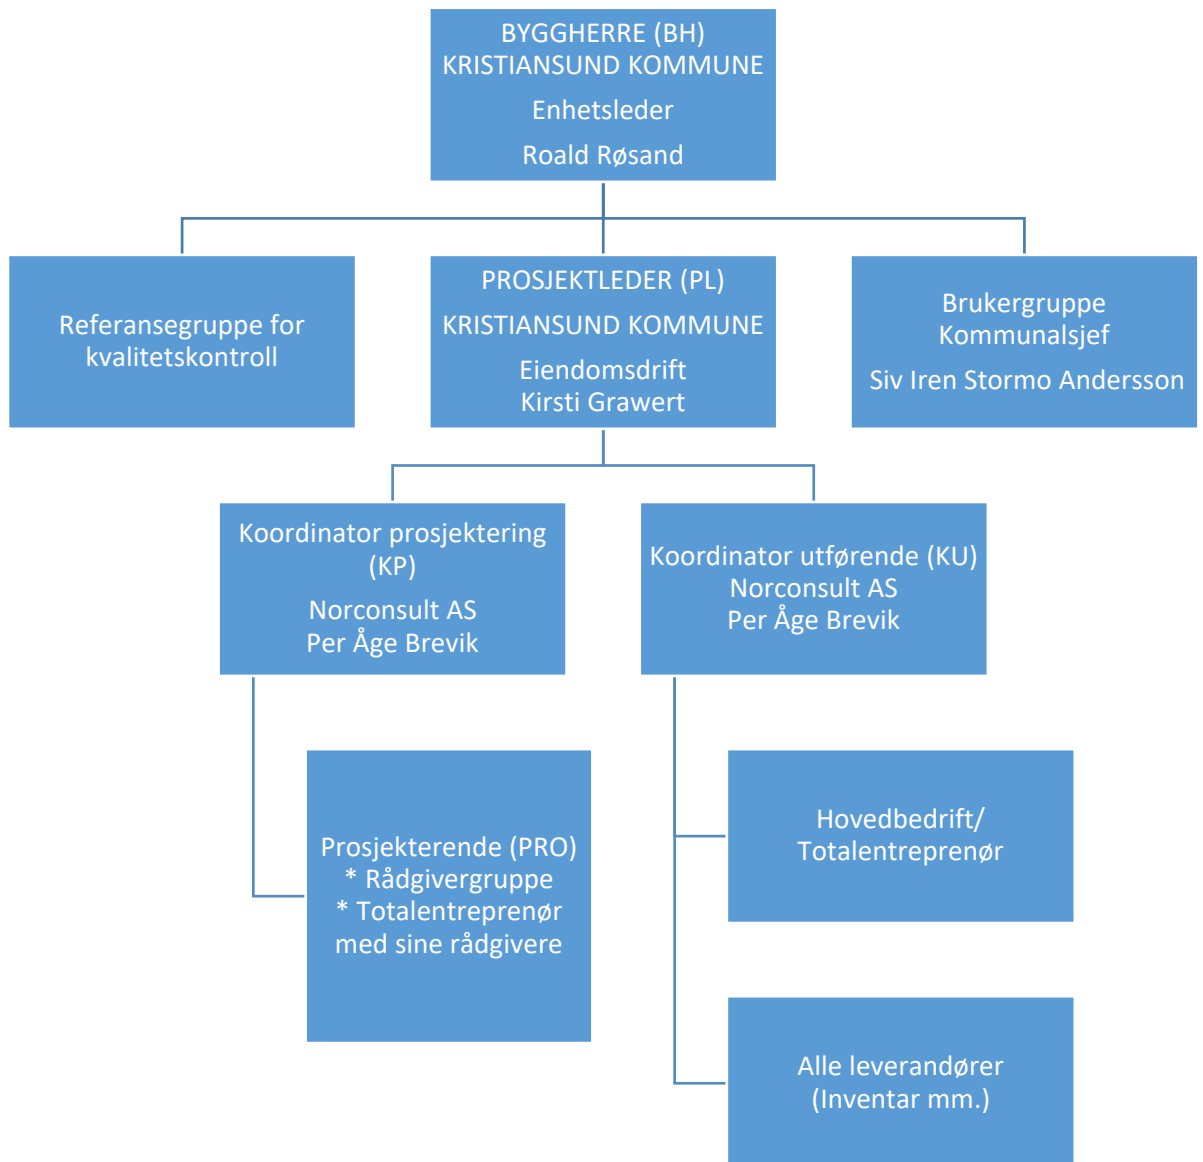 BYGGHERRE (BH)
KRISTIANSUND KOMMUNE
Enhetsleder
Roald Røsand
Referansegruppe for
kvalitetskontroll
PROSJEKTLEDER (PL)
KRISTIANSUND KOMMUNE
Eiendomsdrift
Kirsti Grawert
Brukergruppe
Kommunalsjef
Siv Iren Stormo Andersson
Koordinator prosjektering
(KP)
Norconsult AS
Per Åge Brevik
Koordinator utførende (KU)
Norconsult AS
Per Åge Brevik
Prosjekterende (PRO)
* Rådgivergruppe
* Totalentreprenør
med sine rådgivere
Hovedbedrift/
Totalentreprenør
Alle leverandører
(Inventar mm.)